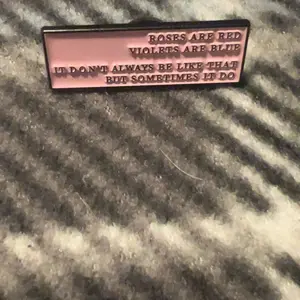 ROSES ARE RED
VIOLETS ARE BLUE
IT DON'T ALWAYS BE LIKE THAT
BUT SOMETIMES IT DO